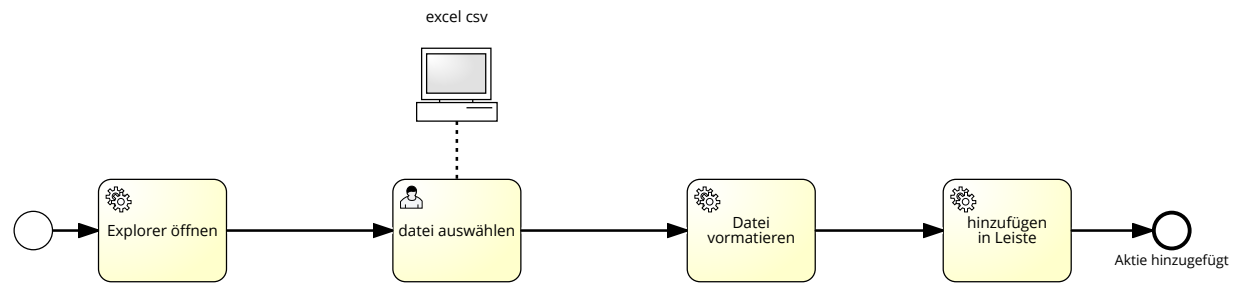 excel csv
Explorer öffnen
datei auswählen
Datei
vormatieren
hinzufügen
in Leiste
Aktie hinzugefügt